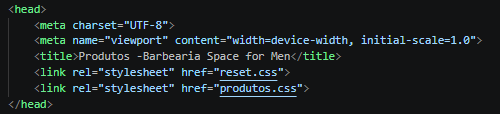 <head>
<meta charset="UTF-8">
<meta name="viewport" content="width=device-width, initial-scale=1.0">
<title>Produtos -Barbearia Space for Men</title>
<link rel="stylesheet" href="reset.css">
<link rel="stylesheet" href="produtos.css">
</head>